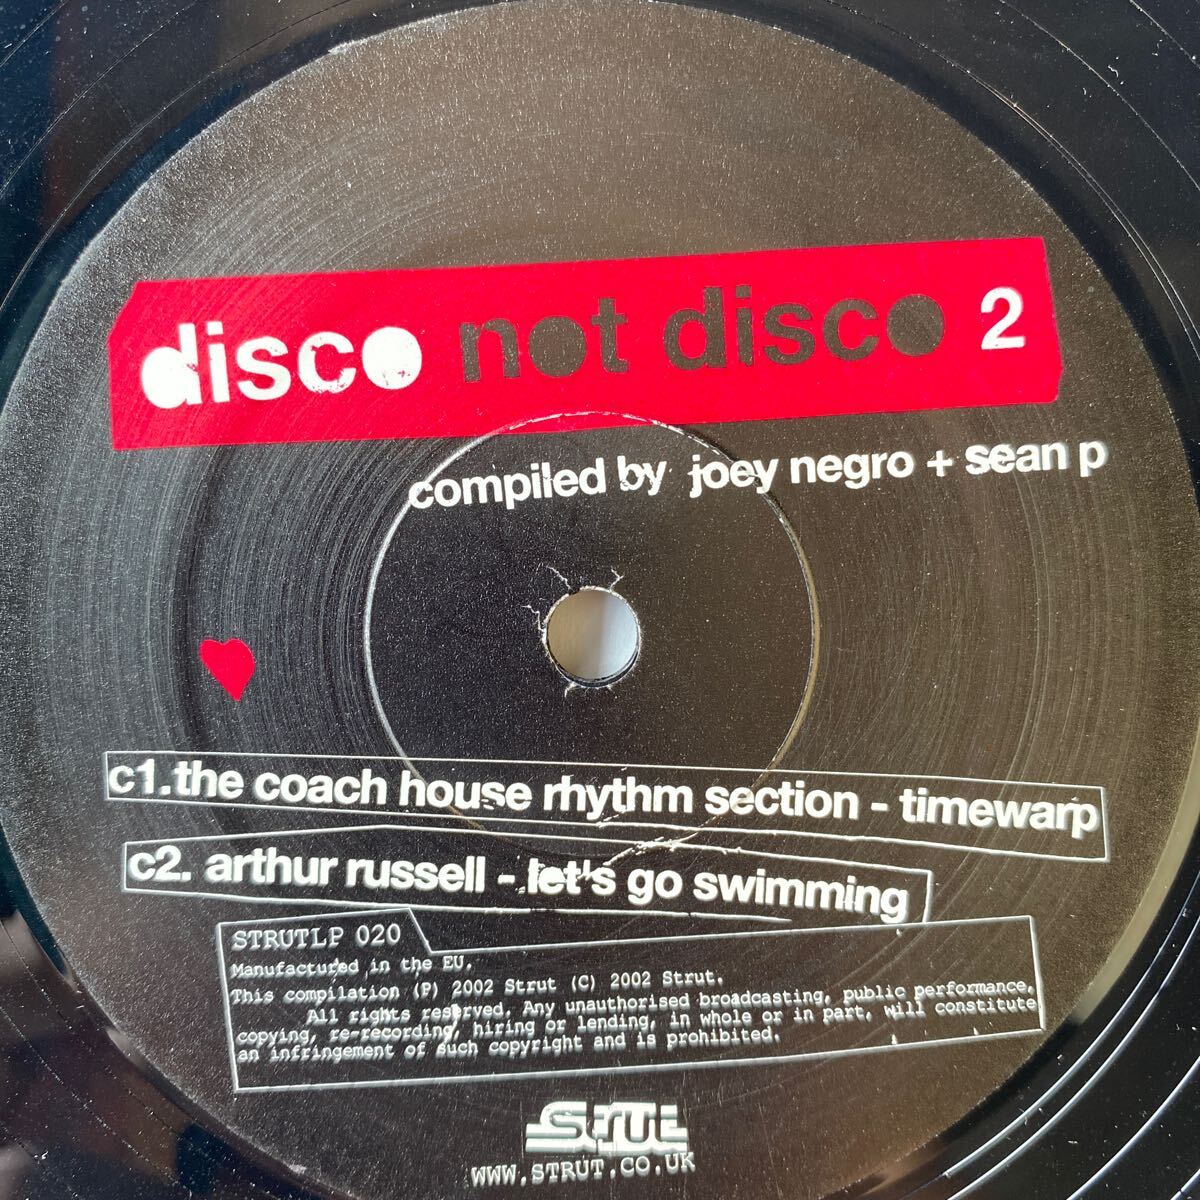 disco not disco 2
compiled by joey negro + sean p
c1.the coach house rhythm section - timewarp
c2. arthur russell - let's go swimming
STRUTLP 020
Manufactured in the EU.
This compilation (P) 2002 Strut (C) 2002 Strut.
All rights reserved. Any unauthorised broadcasting, public performance,
copying, re-recording, hiring or lending, in whole or in part, will constitute
an infringement of such copyright and is prohibited.
STRUT
WWW.STRUT.CO.UK